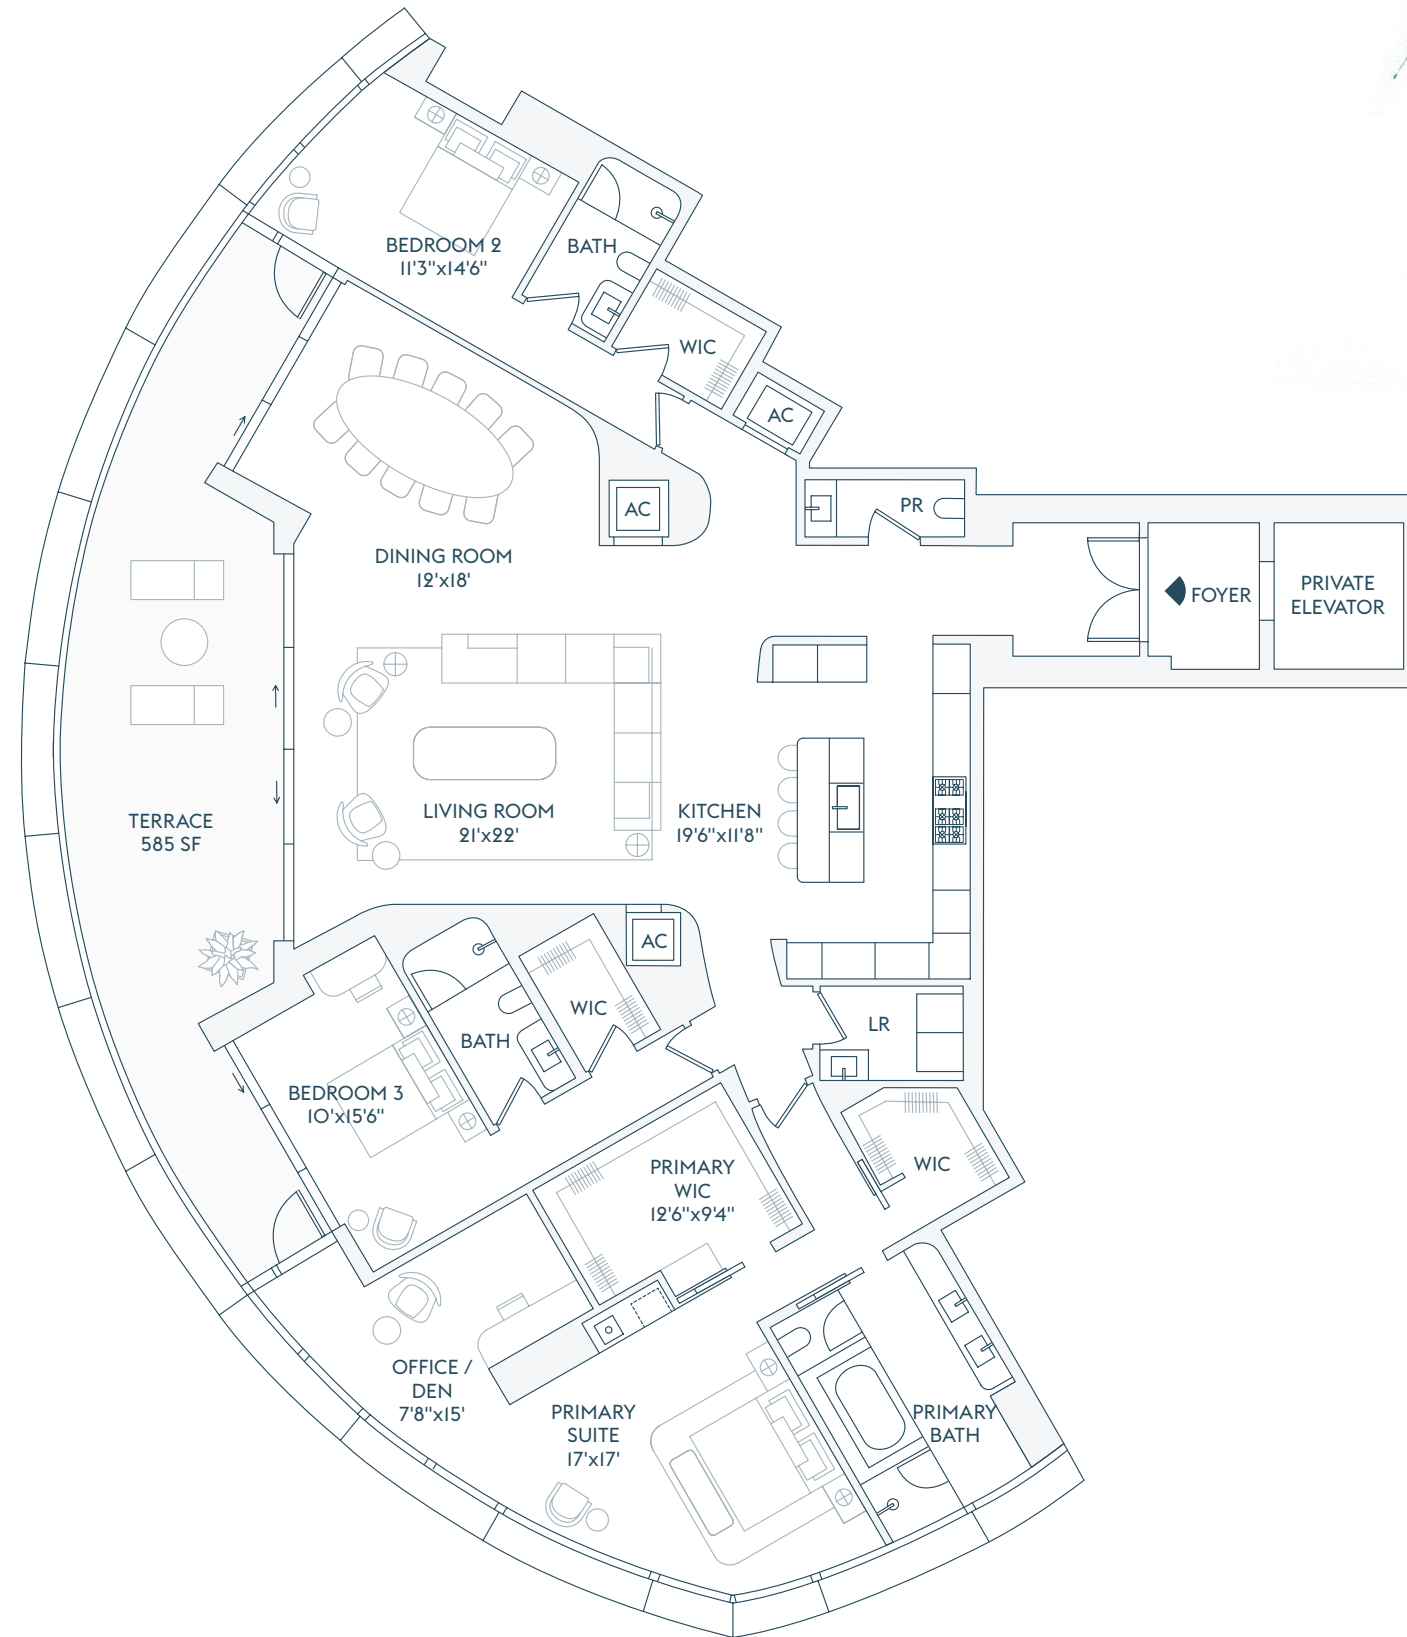 BEDROOM 2
11'3"x14'6"
BATH
WIC
AC
AC
PR
DINING ROOM
12'x18'
FOYER
PRIVATE
ELEVATOR
TERRACE
585 SF
LIVING ROOM
21'x22'
KITCHEN
19'6"x11'8"
AC
WIC
BATH
LR
BEDROOM 3
10'x15'6"
PRIMARY
WIC
12'6"x9'4"
WIC
OFFICE /
DEN
7'8"x15'
PRIMARY
SUITE
17'x17'
PRIMARY
BATH